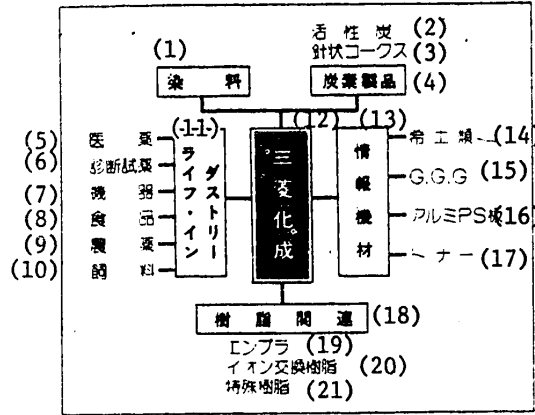 活性炭 (2)
(1) 針状コークス (3)
染料 炭素製品 (4)
(11) (12) (13)
(5) 医薬
(6) 診断試薬
(7) 機器
(8) 食品
(9) 農薬
(10) 飼料
ライフ・イン
ダストリー
三菱化成
情報機材
希土類 (14)
G.G.G (15)
アルミPS板 (16)
トナー (17)
樹脂関連 (18)
エンプラ (19)
イオン交換樹脂 (20)
特殊樹脂 (21)